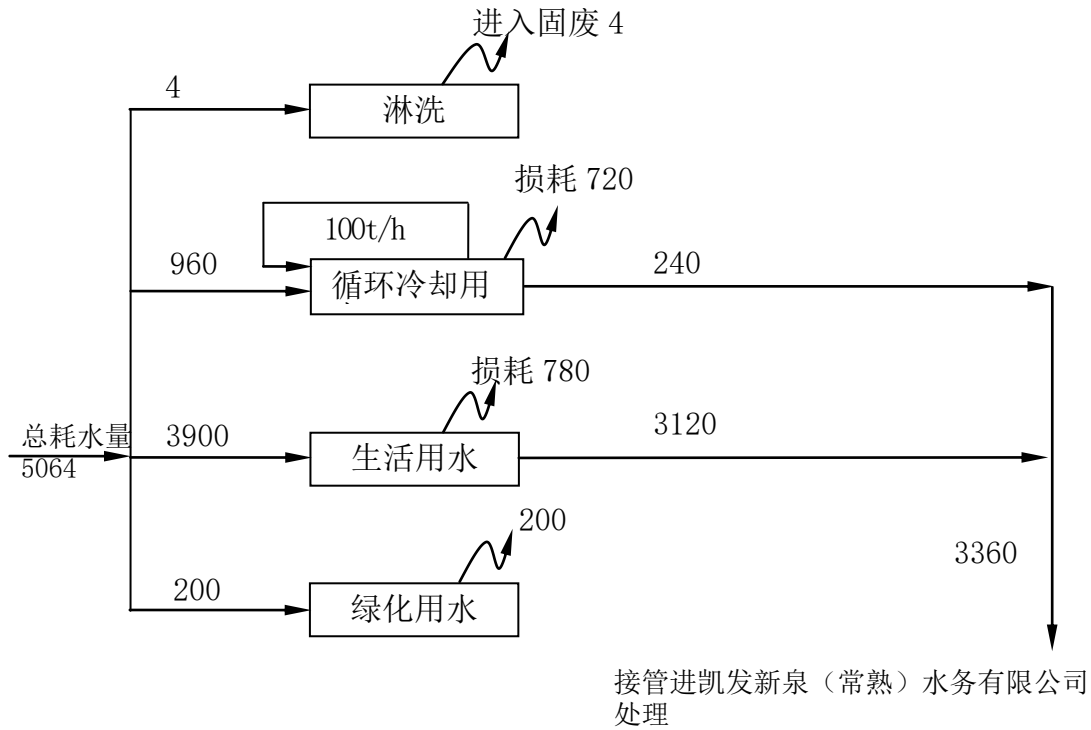 进入固废 4
4
淋洗
损耗 720
100t/h
960
循环冷却用
240
损耗 780
总耗水量
5064
3900
生活用水
3120
200
200
绿化用水
3360
接管进凯发新泉（常熟）水务有限公司
处理